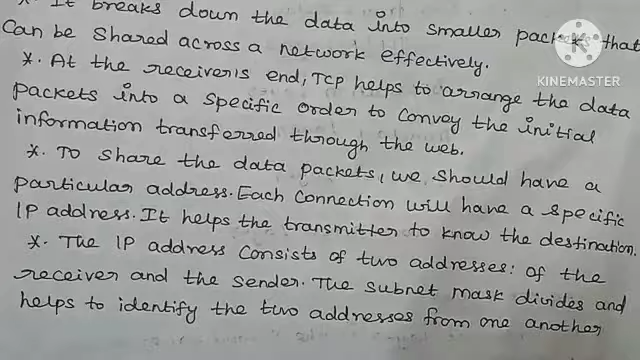 *. It breaks down the data into smaller packets that
Can be shared across a network effectively.
*. At the receiver's end, TCP helps to arrange the data
packets into a specific order to convey the initial
information transferred through the web.
*. To share the data packets, we should have a
particular address. Each connection will have a specific
IP address. It helps the transmitter to know the destination.
*. The IP address consists of two addresses: of the
receiver and the sender. The subnet mask divides and
helps to identify the two addresses from one another
KINEMASTER